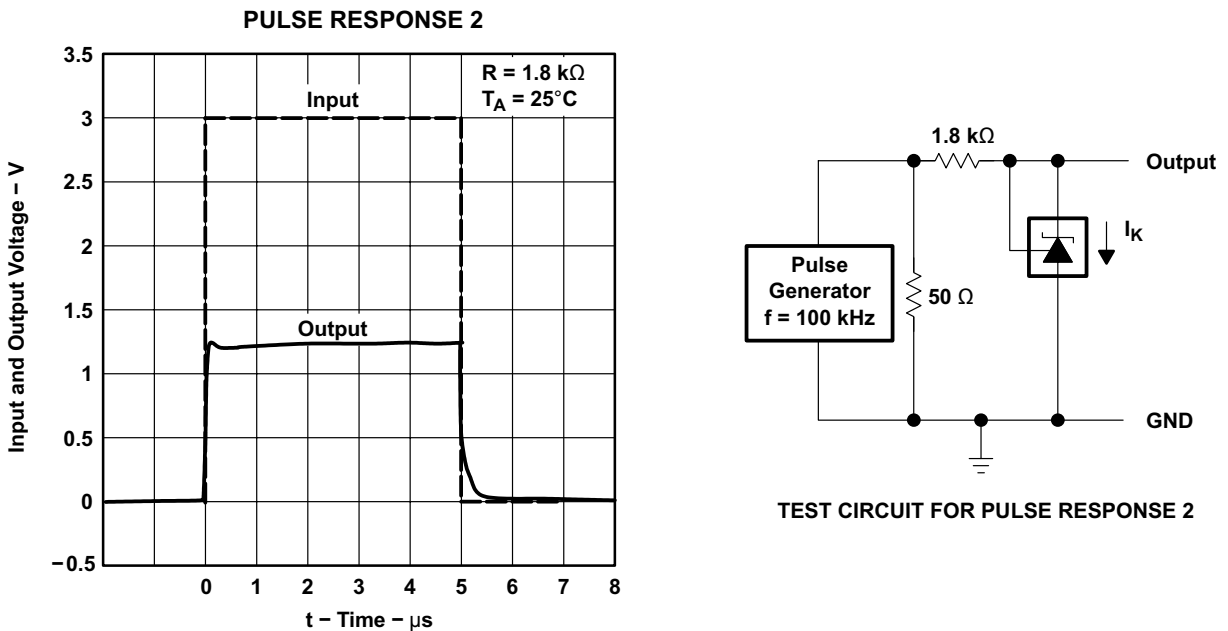 PULSE RESPONSE 2
Input and Output Voltage – V
3.5
3
2.5
2
1.5
1
0.5
0
−0.5
R = 1.8 kΩ
T_A = 25°C
Input
Output
0 1 2 3 4 5 6 7 8
t – Time – μs
1.8 kΩ
Output
I_K
Pulse
Generator
f = 100 kHz
50 Ω
GND
TEST CIRCUIT FOR PULSE RESPONSE 2